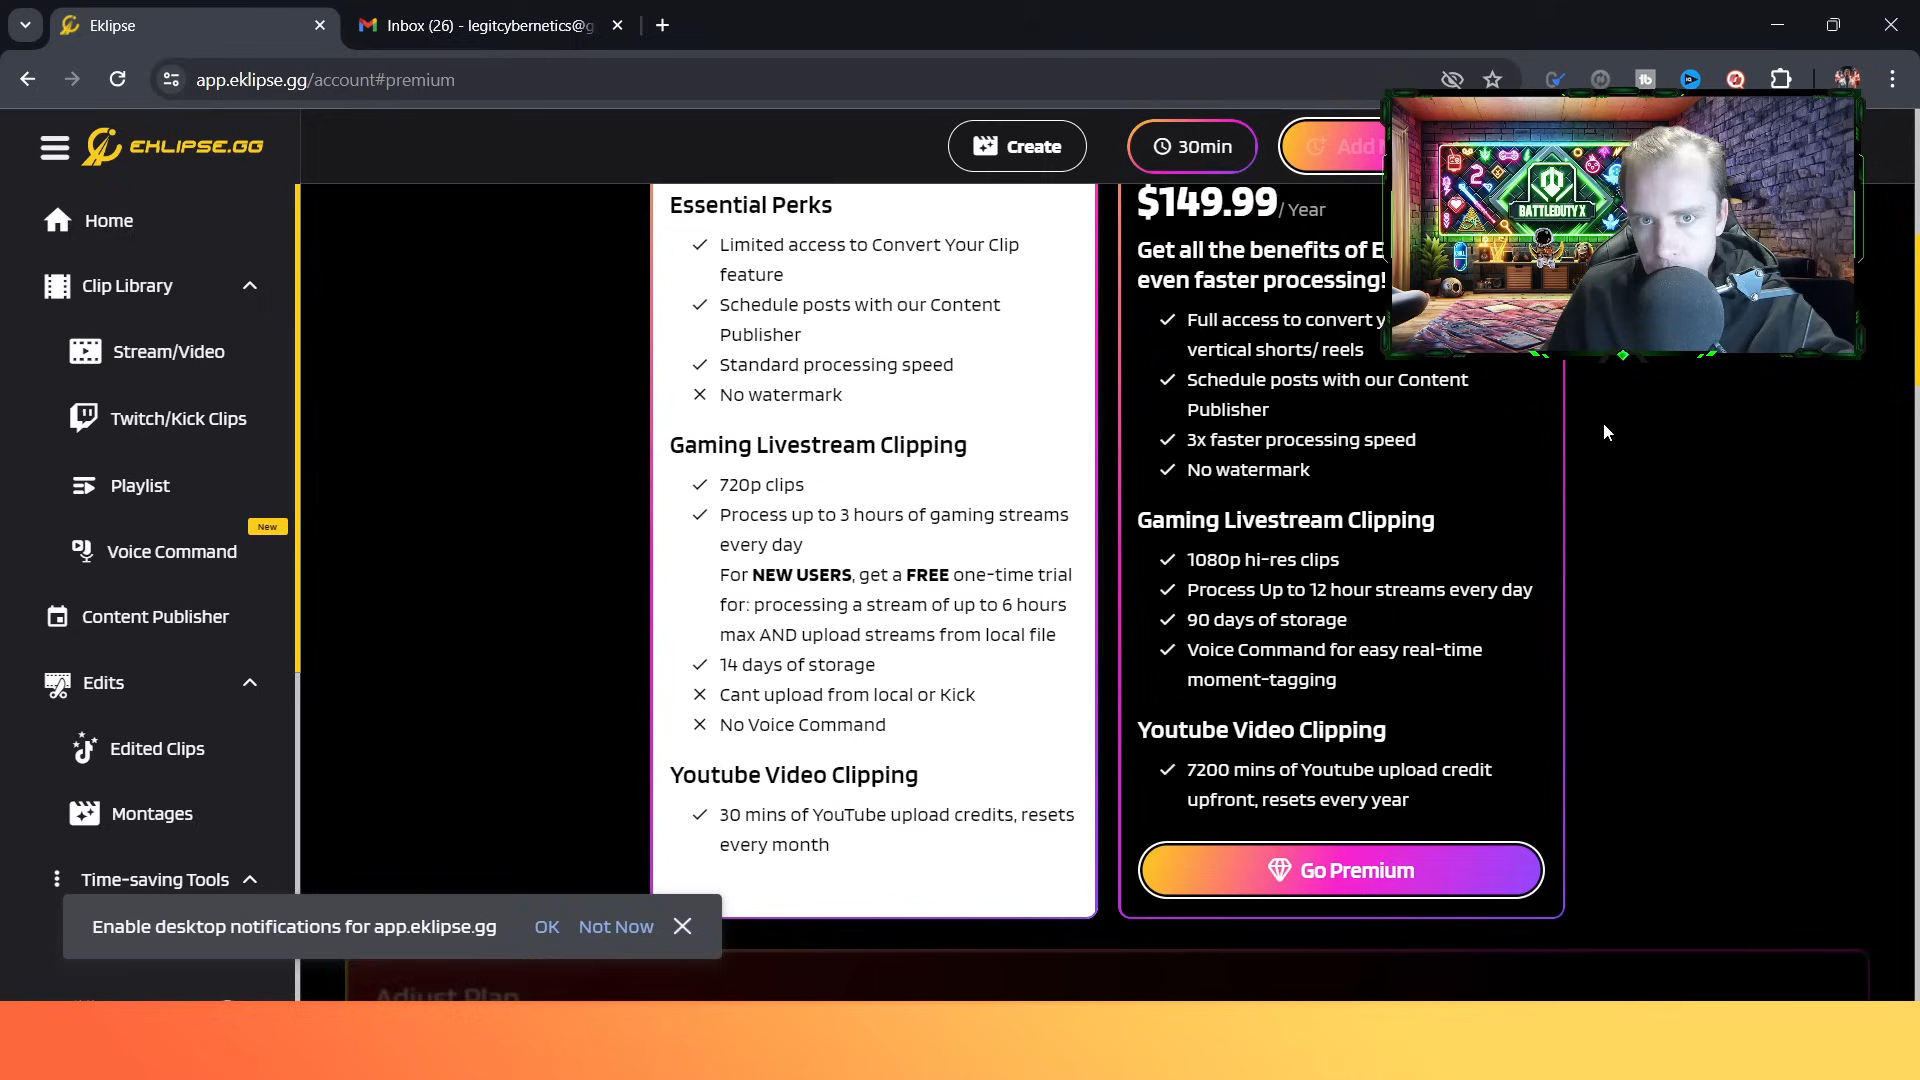 Eklipse
Inbox (26) - legitcybernetics@g
app.eklipse.gg/account#premium
EKLIPSE.GG
Create
30min
Add
BATTLEDUTY X
Home
Clip Library
Stream/Video
Twitch/Kick Clips
Playlist
New
Voice Command
Content Publisher
Edits
Edited Clips
Montages
Time-saving Tools
Essential Perks
Limited access to Convert Your Clip
feature
Schedule posts with our Content
Publisher
Standard processing speed
No watermark
Gaming Livestream Clipping
720p clips
Process up to 3 hours of gaming streams
every day
For NEW USERS, get a FREE one-time trial
for: processing a stream of up to 6 hours
max AND upload streams from local file
14 days of storage
Cant upload from local or Kick
No Voice Command
Youtube Video Clipping
30 mins of YouTube upload credits, resets
every month
$149.99/ Year
Get all the benefits of E
even faster processing!
Full access to convert y
vertical shorts/ reels
Schedule posts with our Content
Publisher
3x faster processing speed
No watermark
Gaming Livestream Clipping
1080p hi-res clips
Process Up to 12 hour streams every day
90 days of storage
Voice Command for easy real-time
moment-tagging
Youtube Video Clipping
7200 mins of Youtube upload credit
upfront, resets every year
Go Premium
Enable desktop notifications for app.eklipse.gg
OK
Not Now
Adjust Plan